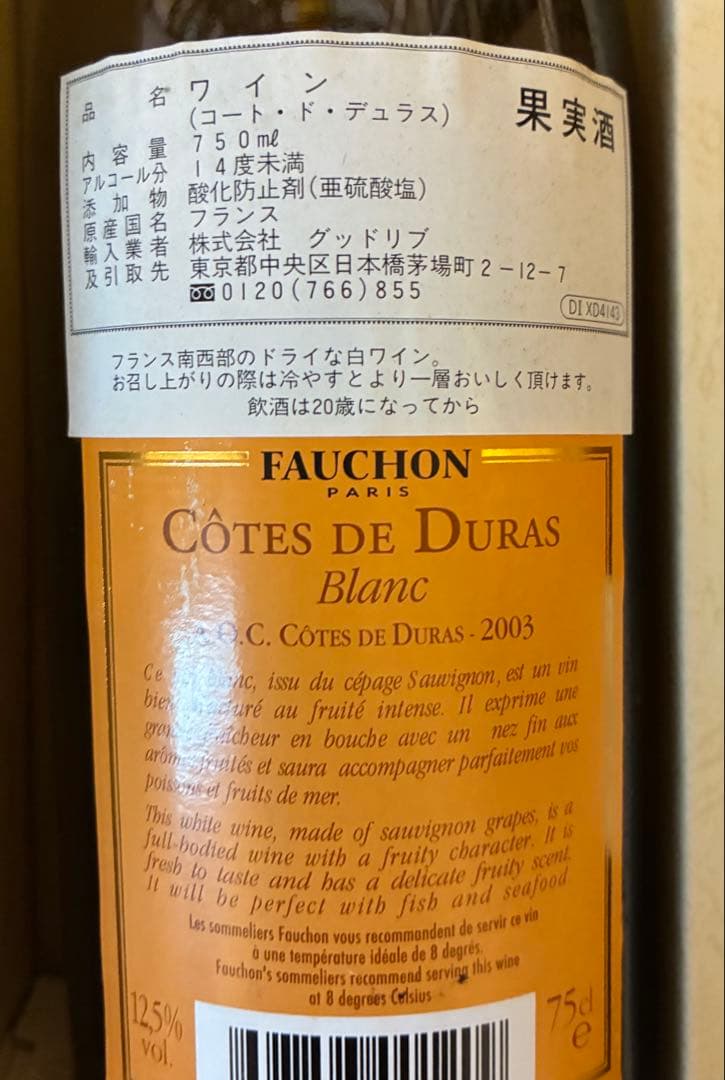 品名 ワイン
(コート・ド・デュラス)
果実酒
内容量 750ml
アルコール分 14度未満
添加物 酸化防止剤(亜硫酸塩)
原産国名 フランス
輸入業者 株式会社 グッドリブ
及引取先 東京都中央区日本橋茅場町2-12-7
0120(766)855
DI XD4143
フランス南西部のドライな白ワイン。
お召し上がりの際は冷やすとより一層おいしく頂けます。
飲酒は20歳になってから
FAUCHON
PARIS
CÔTES DE DURAS
Blanc
A.O.C. CÔTES DE DURAS - 2003
Ce blanc, issu du cépage Sauvignon, est un vin
bien au fruité intense. Il exprime une
fraîcheur en bouche avec un nez fin aux
arômes fruités et saura accompagner parfaitement vos
poissons et fruits de mer.
This white wine, made of sauvignon grapes, is a
full-bodied wine with a fruity character. It is
fresh to taste and has a delicate fruity scent.
It will be perfect with fish and seafood
Les sommeliers Fauchon vous recommandent de servir ce vin
à une température idéale de 8 degrés.
Fauchon's sommeliers recommend serving this wine
at 8 degrees Celsius
12,5%
vol.
75cl
e